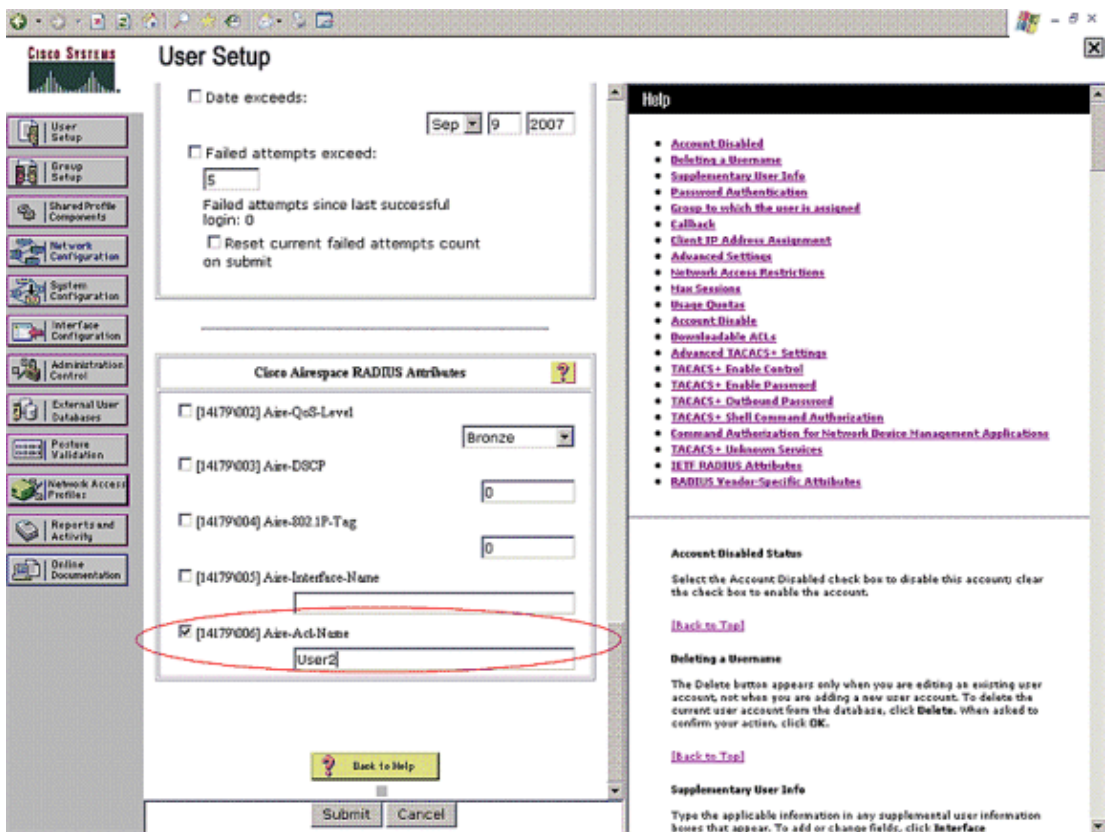 CISCO SYSTEMS
User Setup
User
Setup
Group
Setup
Shared Profile
Components
Network
Configuration
System
Configuration
Interface
Configuration
Administration
Control
External User
Databases
Posture
Validation
Network Access
Profiles
Reports and
Activity
Online
Documentation
Date exceeds:
Sep 9 2007
Failed attempts exceed:
5
Failed attempts since last successful
login: 0
Reset current failed attempts count
on submit
Cisco Airespace RADIUS Attributes
?
[14179\002] Aire-QoS-Level
Bronze
[14179\003] Aire-DSCP
0
[14179\004] Aire-802.1P-Tag
0
[14179\005] Aire-Interface-Name
[14179\006] Aire-Acl-Name
User2
? Back to Help
Submit Cancel
Help
Account Disabled
Deleting a Username
Supplementary User Info
Password Authentication
Group to which the user is assigned
Callback
Client IP Address Assignment
Advanced Settings
Network Access Restrictions
Max Sessions
Usage Quotas
Account Disable
Downloadable ACLs
Advanced TACACS+ Settings
TACACS+ Enable Control
TACACS+ Enable Password
TACACS+ Outbound Password
TACACS+ Shell Command Authorization
Command Authorization for Network Device Management Applications
TACACS+ Unknown Services
IETF RADIUS Attributes
RADIUS Vendor-Specific Attributes
Account Disabled Status
Select the Account Disabled check box to disable this account; clear
the check box to enable the account.
[Back to Top]
Deleting a Username
The Delete button appears only when you are editing an existing user
account, not when you are adding a new user account. To delete the
current user account from the database, click Delete. When asked to
confirm your action, click OK.
[Back to Top]
Supplementary User Info
Type the applicable information in any supplemental user information
boxes that appear. To add or change fields, click Interface